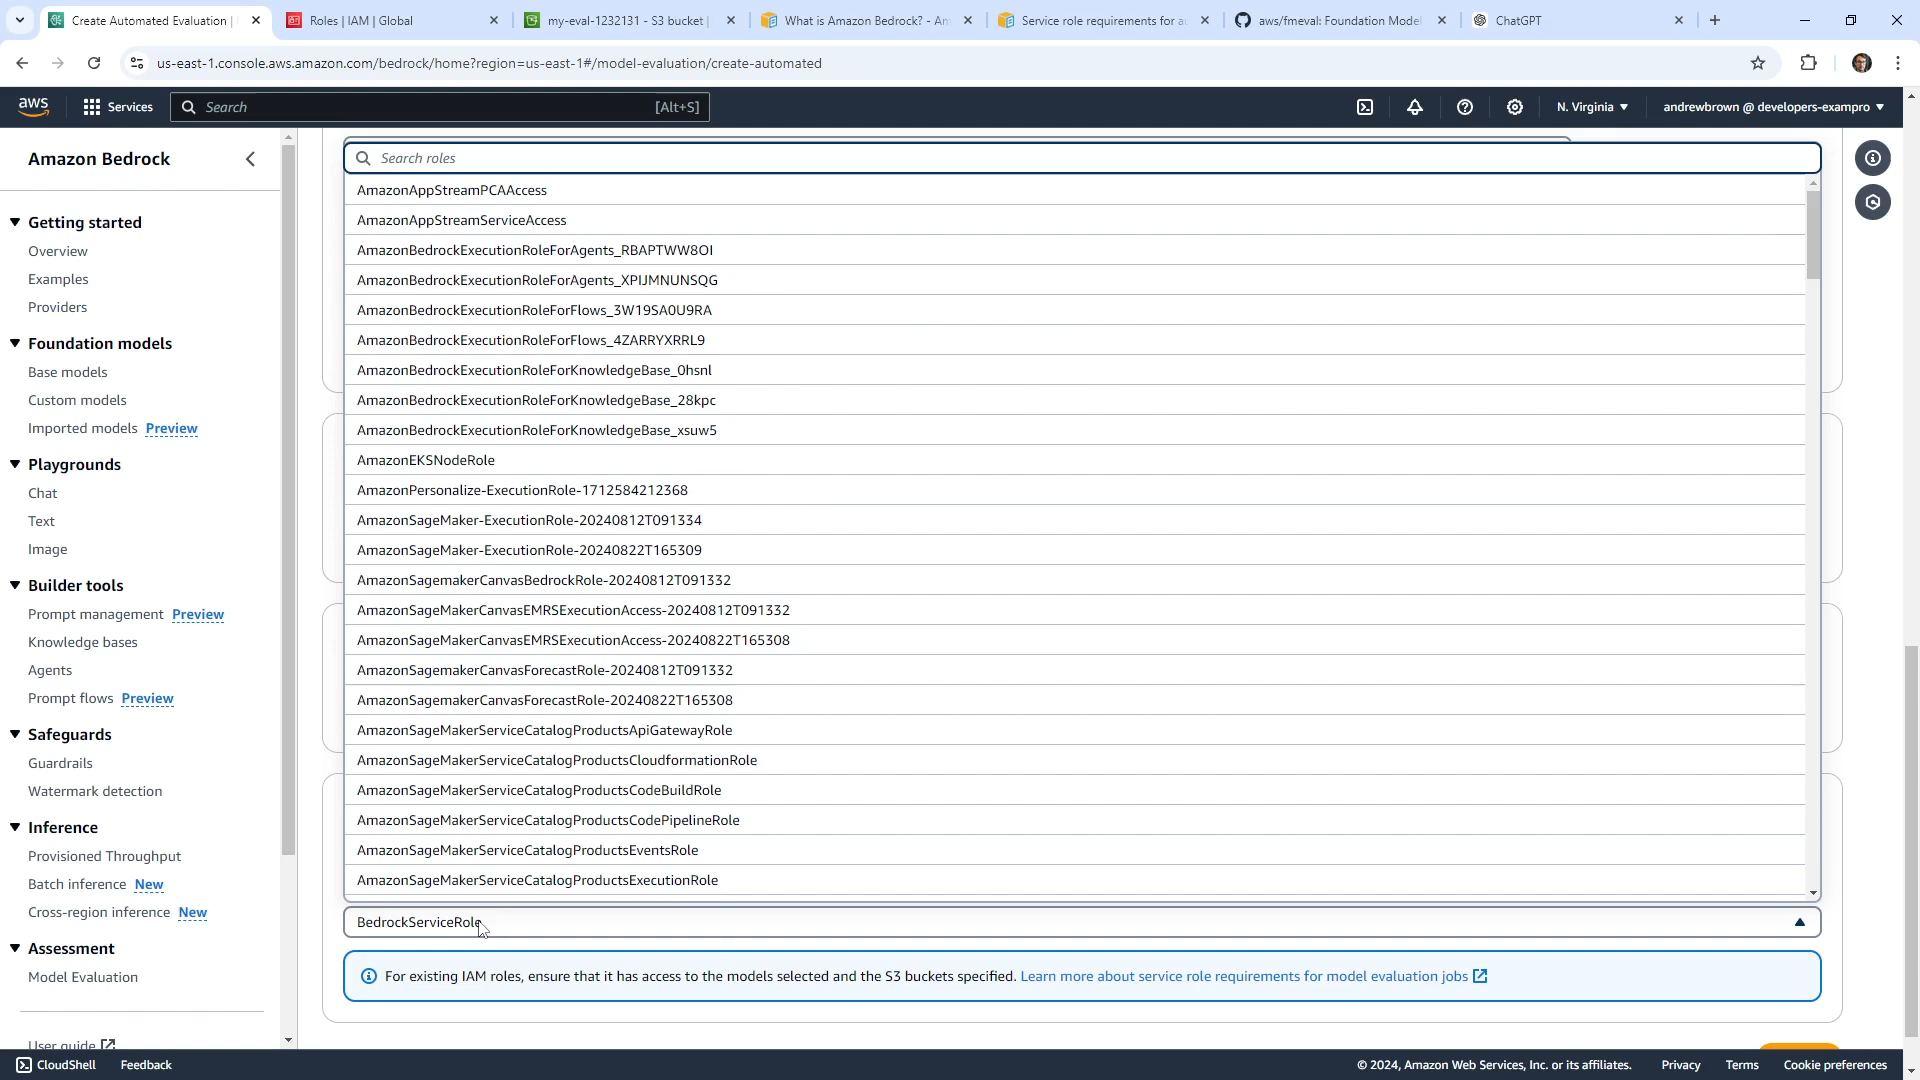 Create Automated Evaluation |
Roles | IAM | Global
my-eval-1232131 - S3 bucket |
What is Amazon Bedrock? - Am
Service role requirements for au
aws/fmeval: Foundation Model
ChatGPT
us-east-1.console.aws.amazon.com/bedrock/home?region=us-east-1#/model-evaluation/create-automated
aws
Services
Search
[Alt+S]
N. Virginia
andrewbrown @ developers-exampro
Amazon Bedrock
Getting started
Overview
Examples
Providers
Foundation models
Base models
Custom models
Imported models Preview
Playgrounds
Chat
Text
Image
Builder tools
Prompt management Preview
Knowledge bases
Agents
Prompt flows Preview
Safeguards
Guardrails
Watermark detection
Inference
Provisioned Throughput
Batch inference New
Cross-region inference New
Assessment
Model Evaluation
User guide
Search roles
AmazonAppStreamPCAAccess
AmazonAppStreamServiceAccess
AmazonBedrockExecutionRoleForAgents_RBAPTWW8OI
AmazonBedrockExecutionRoleForAgents_XPIJMNUNSQG
AmazonBedrockExecutionRoleForFlows_3W19SA0U9RA
AmazonBedrockExecutionRoleForFlows_4ZARRYXRRL9
AmazonBedrockExecutionRoleForKnowledgeBase_0hsnl
AmazonBedrockExecutionRoleForKnowledgeBase_28kpc
AmazonBedrockExecutionRoleForKnowledgeBase_xsuw5
AmazonEKSNodeRole
AmazonPersonalize-ExecutionRole-1712584212368
AmazonSageMaker-ExecutionRole-20240812T091334
AmazonSageMaker-ExecutionRole-20240822T165309
AmazonSagemakerCanvasBedrockRole-20240812T091332
AmazonSageMakerCanvasEMRSExecutionAccess-20240812T091332
AmazonSageMakerCanvasEMRSExecutionAccess-20240822T165308
AmazonSagemakerCanvasForecastRole-20240812T091332
AmazonSagemakerCanvasForecastRole-20240822T165308
AmazonSageMakerServiceCatalogProductsApiGatewayRole
AmazonSageMakerServiceCatalogProductsCloudformationRole
AmazonSageMakerServiceCatalogProductsCodeBuildRole
AmazonSageMakerServiceCatalogProductsCodePipelineRole
AmazonSageMakerServiceCatalogProductsEventsRole
AmazonSageMakerServiceCatalogProductsExecutionRole
BedrockServiceRole
For existing IAM roles, ensure that it has access to the models selected and the S3 buckets specified. Learn more about service role requirements for model evaluation jobs
CloudShell
Feedback
© 2024, Amazon Web Services, Inc. or its affiliates.
Privacy
Terms
Cookie preferences